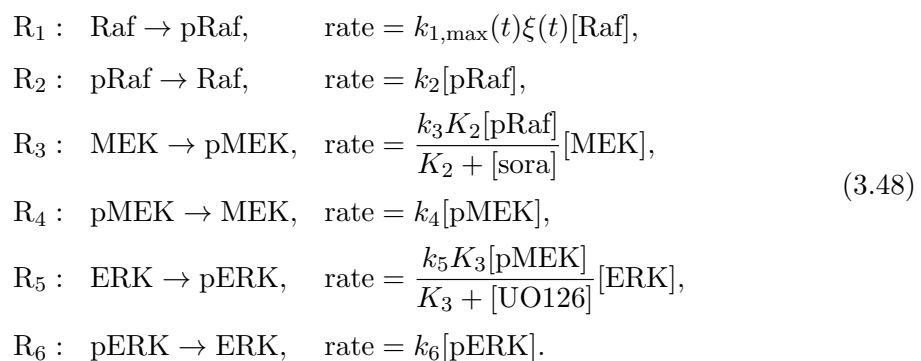 R₁ : Raf → pRaf, rate = k₁,ₘₐₓ(t)ξ(t)[Raf],
R₂ : pRaf → Raf, rate = k₂[pRaf],
R₃ : MEK → pMEK, rate = \frac{k₃K₂[pRaf]}{K₂ + [sora]}[MEK],
(3.48)
R₄ : pMEK → MEK, rate = k₄[pMEK],
R₅ : ERK → pERK, rate = \frac{k₅K₃[pMEK]}{K₃ + [UO126]}[ERK],
R₆ : pERK → ERK, rate = k₆[pERK].